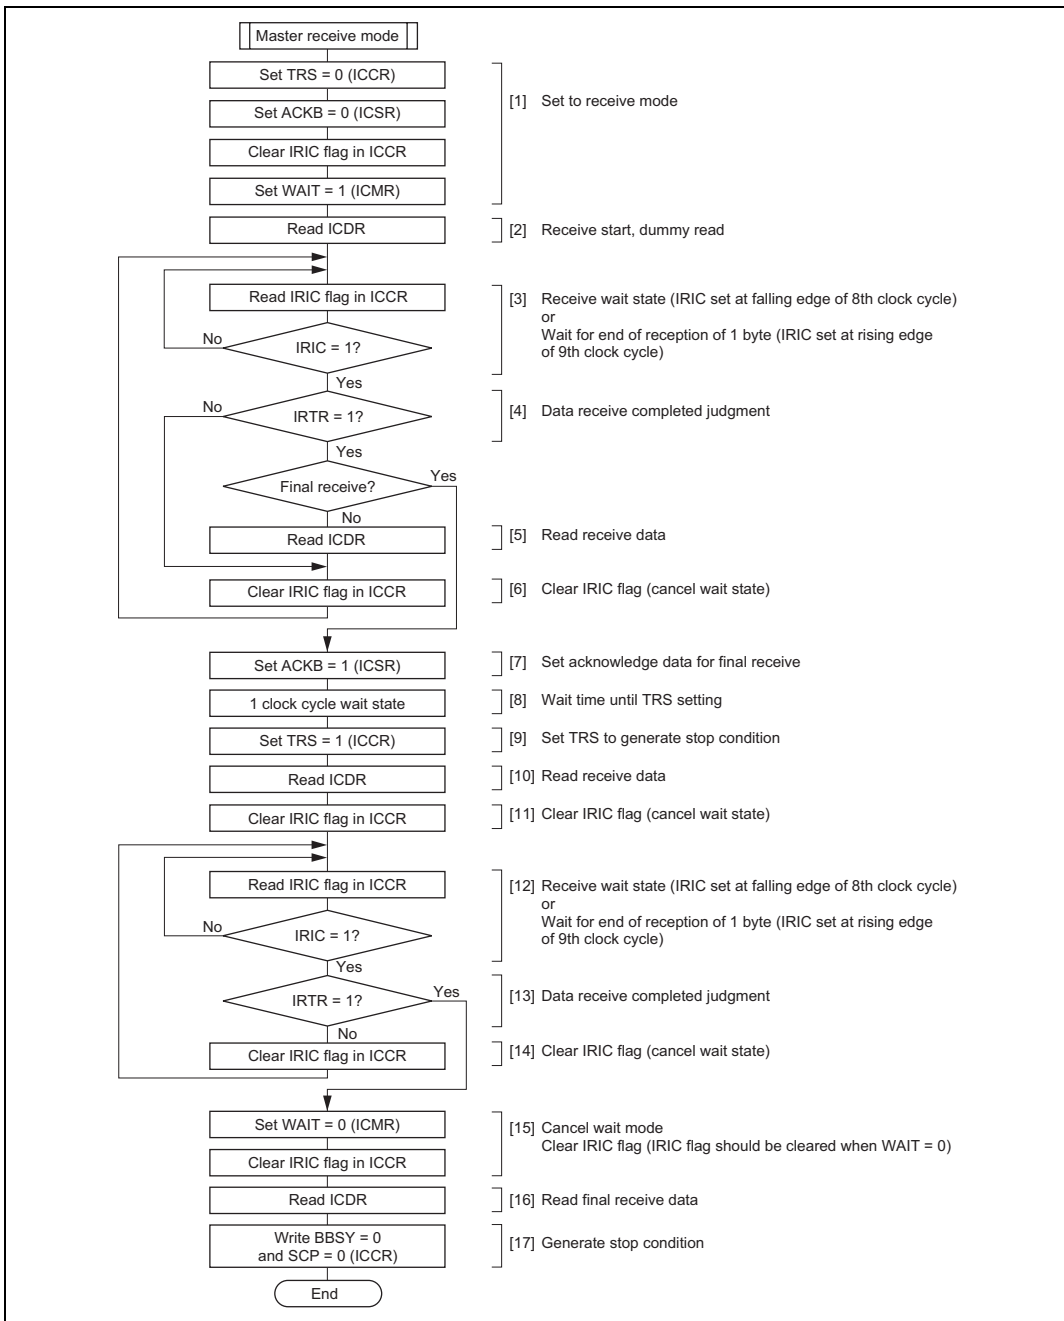 Master receive mode
Set TRS = 0 (ICCR)
[1] Set to receive mode
Set ACKB = 0 (ICSR)
Clear IRIC flag in ICCR
Set WAIT = 1 (ICMR)
Read ICDR
[2] Receive start, dummy read
Read IRIC flag in ICCR
[3] Receive wait state (IRIC set at falling edge of 8th clock cycle)
or
Wait for end of reception of 1 byte (IRIC set at rising edge
of 9th clock cycle)
No
IRIC = 1?
Yes
No
IRTR = 1?
[4] Data receive completed judgment
Yes
Final receive?
Yes
No
Read ICDR
[5] Read receive data
Clear IRIC flag in ICCR
[6] Clear IRIC flag (cancel wait state)
Set ACKB = 1 (ICSR)
[7] Set acknowledge data for final receive
1 clock cycle wait state
[8] Wait time until TRS setting
Set TRS = 1 (ICCR)
[9] Set TRS to generate stop condition
Read ICDR
[10] Read receive data
Clear IRIC flag in ICCR
[11] Clear IRIC flag (cancel wait state)
Read IRIC flag in ICCR
[12] Receive wait state (IRIC set at falling edge of 8th clock cycle)
or
Wait for end of reception of 1 byte (IRIC set at rising edge
of 9th clock cycle)
No
IRIC = 1?
Yes
IRTR = 1?
Yes
[13] Data receive completed judgment
No
Clear IRIC flag in ICCR
[14] Clear IRIC flag (cancel wait state)
Set WAIT = 0 (ICMR)
[15] Cancel wait mode
Clear IRIC flag (IRIC flag should be cleared when WAIT = 0)
Clear IRIC flag in ICCR
Read ICDR
[16] Read final receive data
Write BBSY = 0
and SCP = 0 (ICCR)
[17] Generate stop condition
End